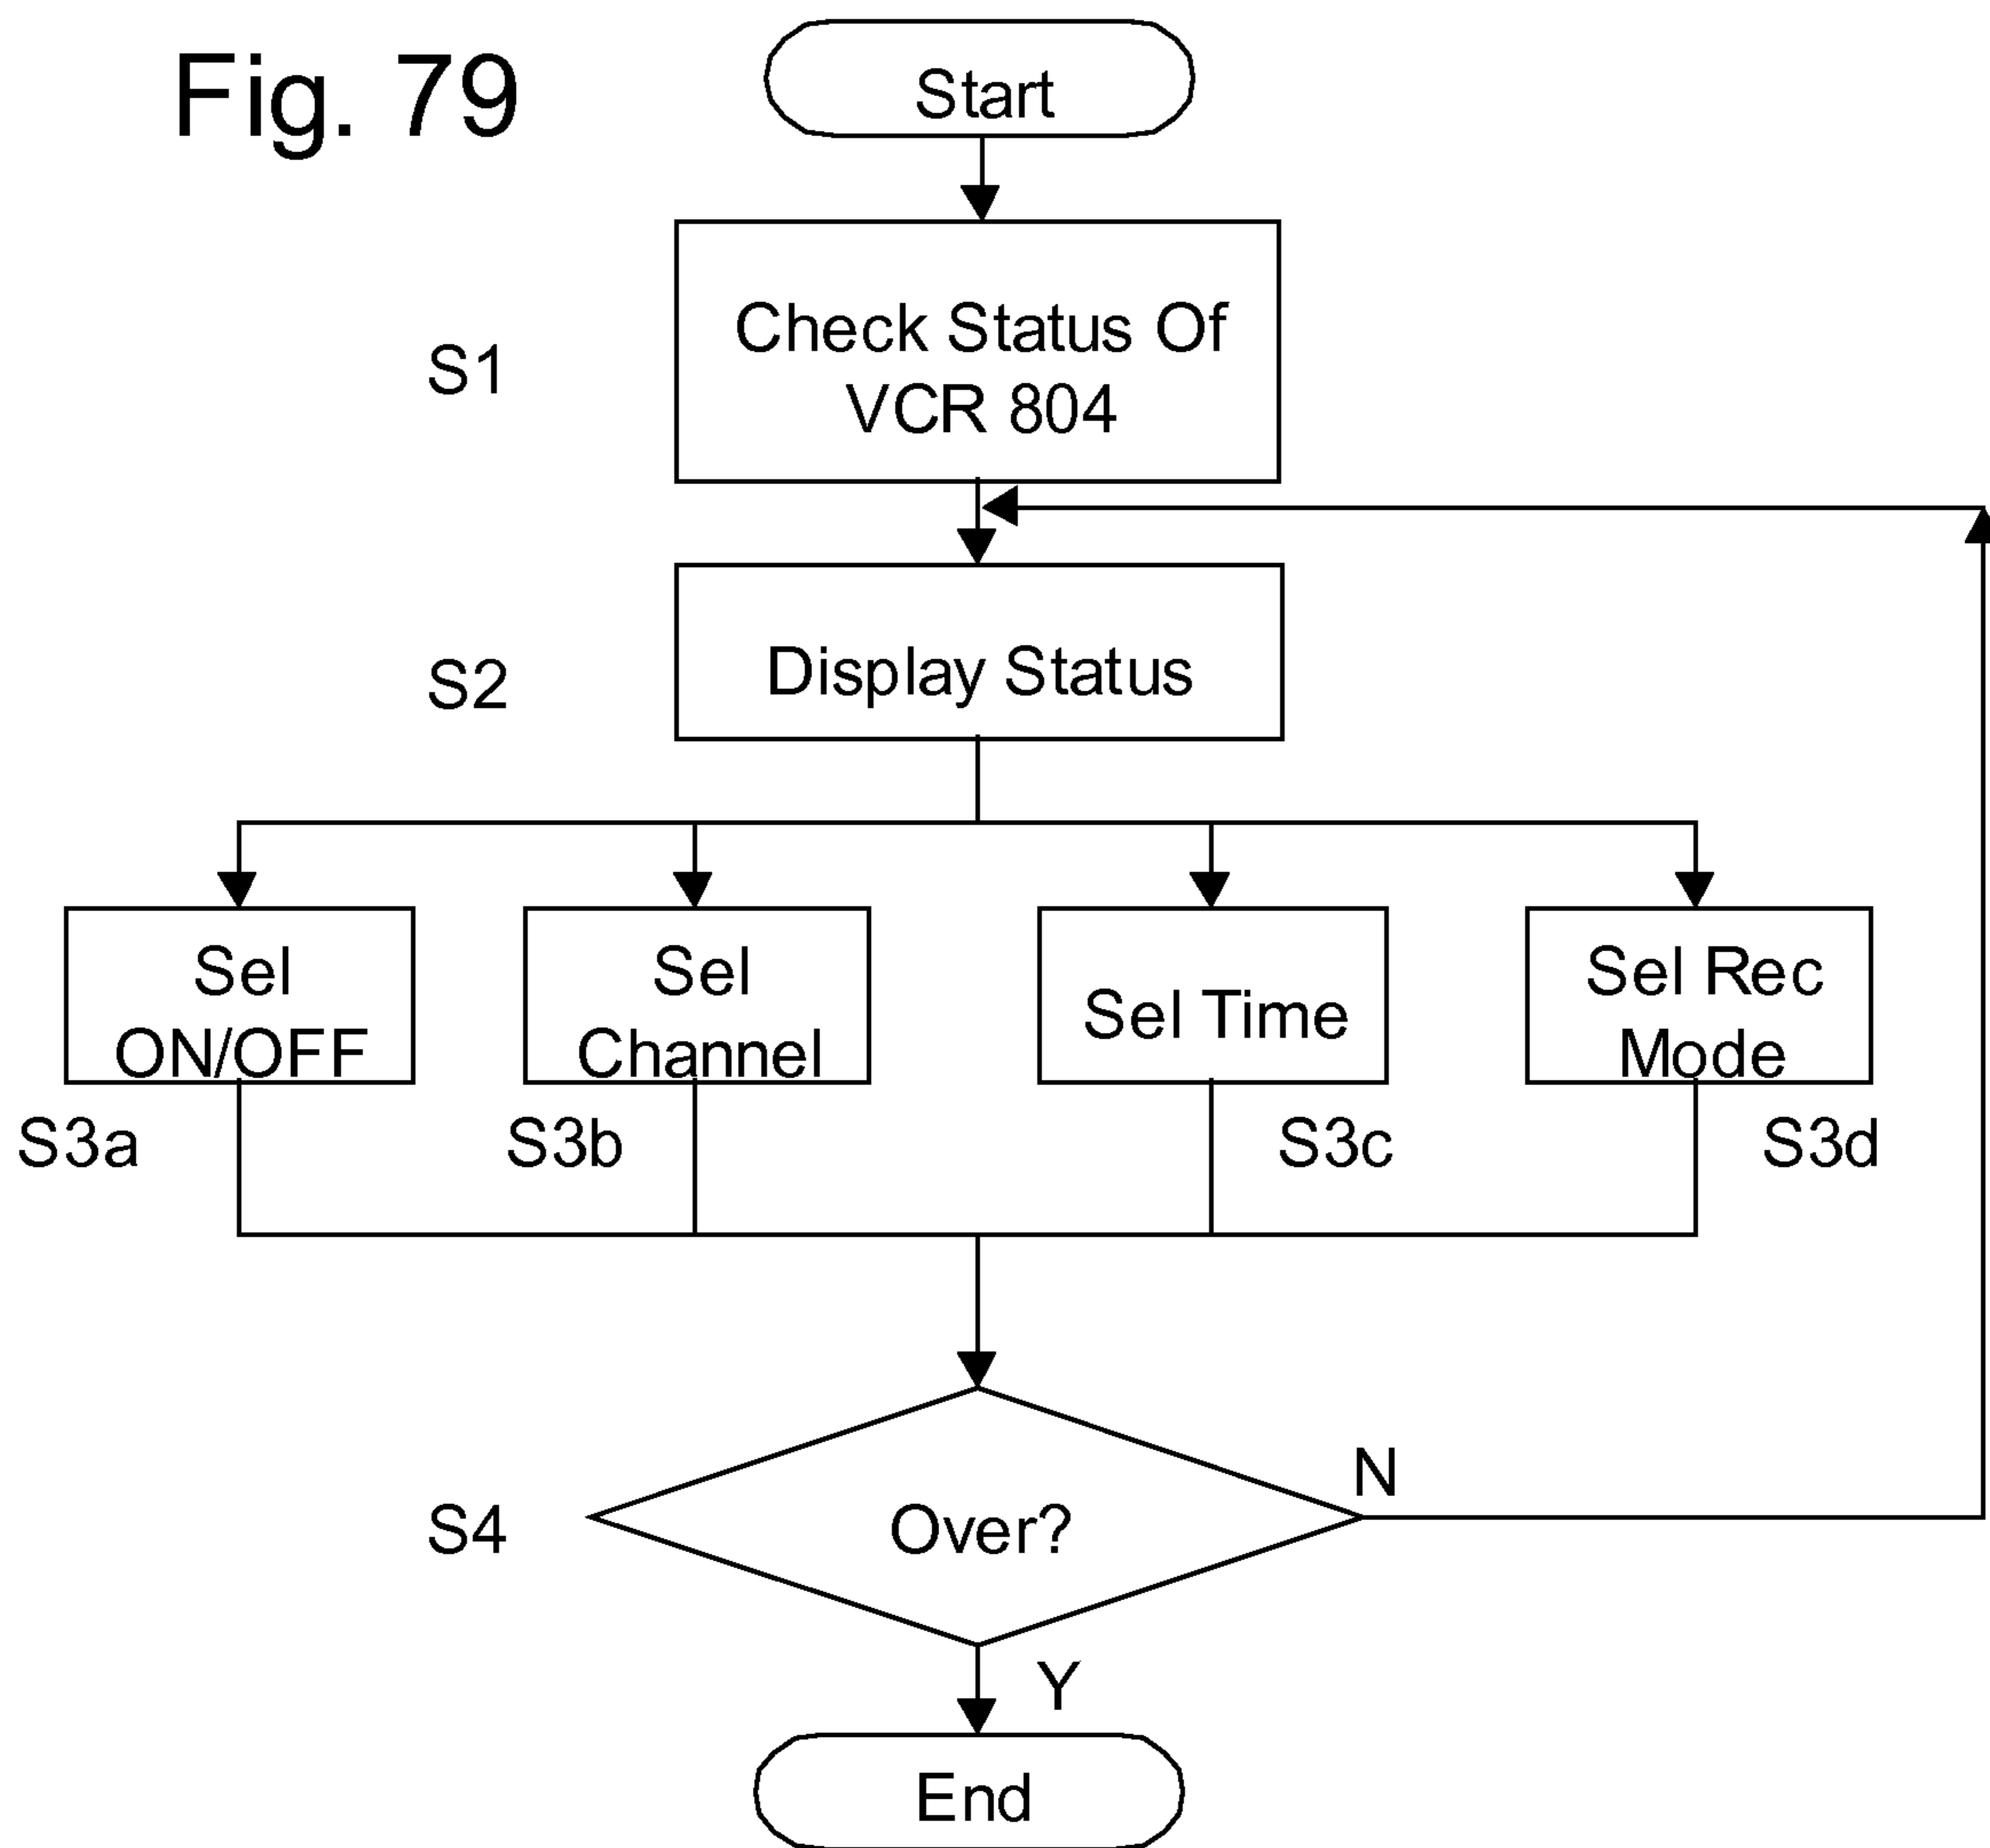 Fig. 79
Start
S1
Check Status Of
VCR 804
S2
Display Status
Sel
ON/OFF
Sel
Channel
Sel Time
Sel Rec
Mode
S3a
S3b
S3c
S3d
S4
Over?
N
Y
End